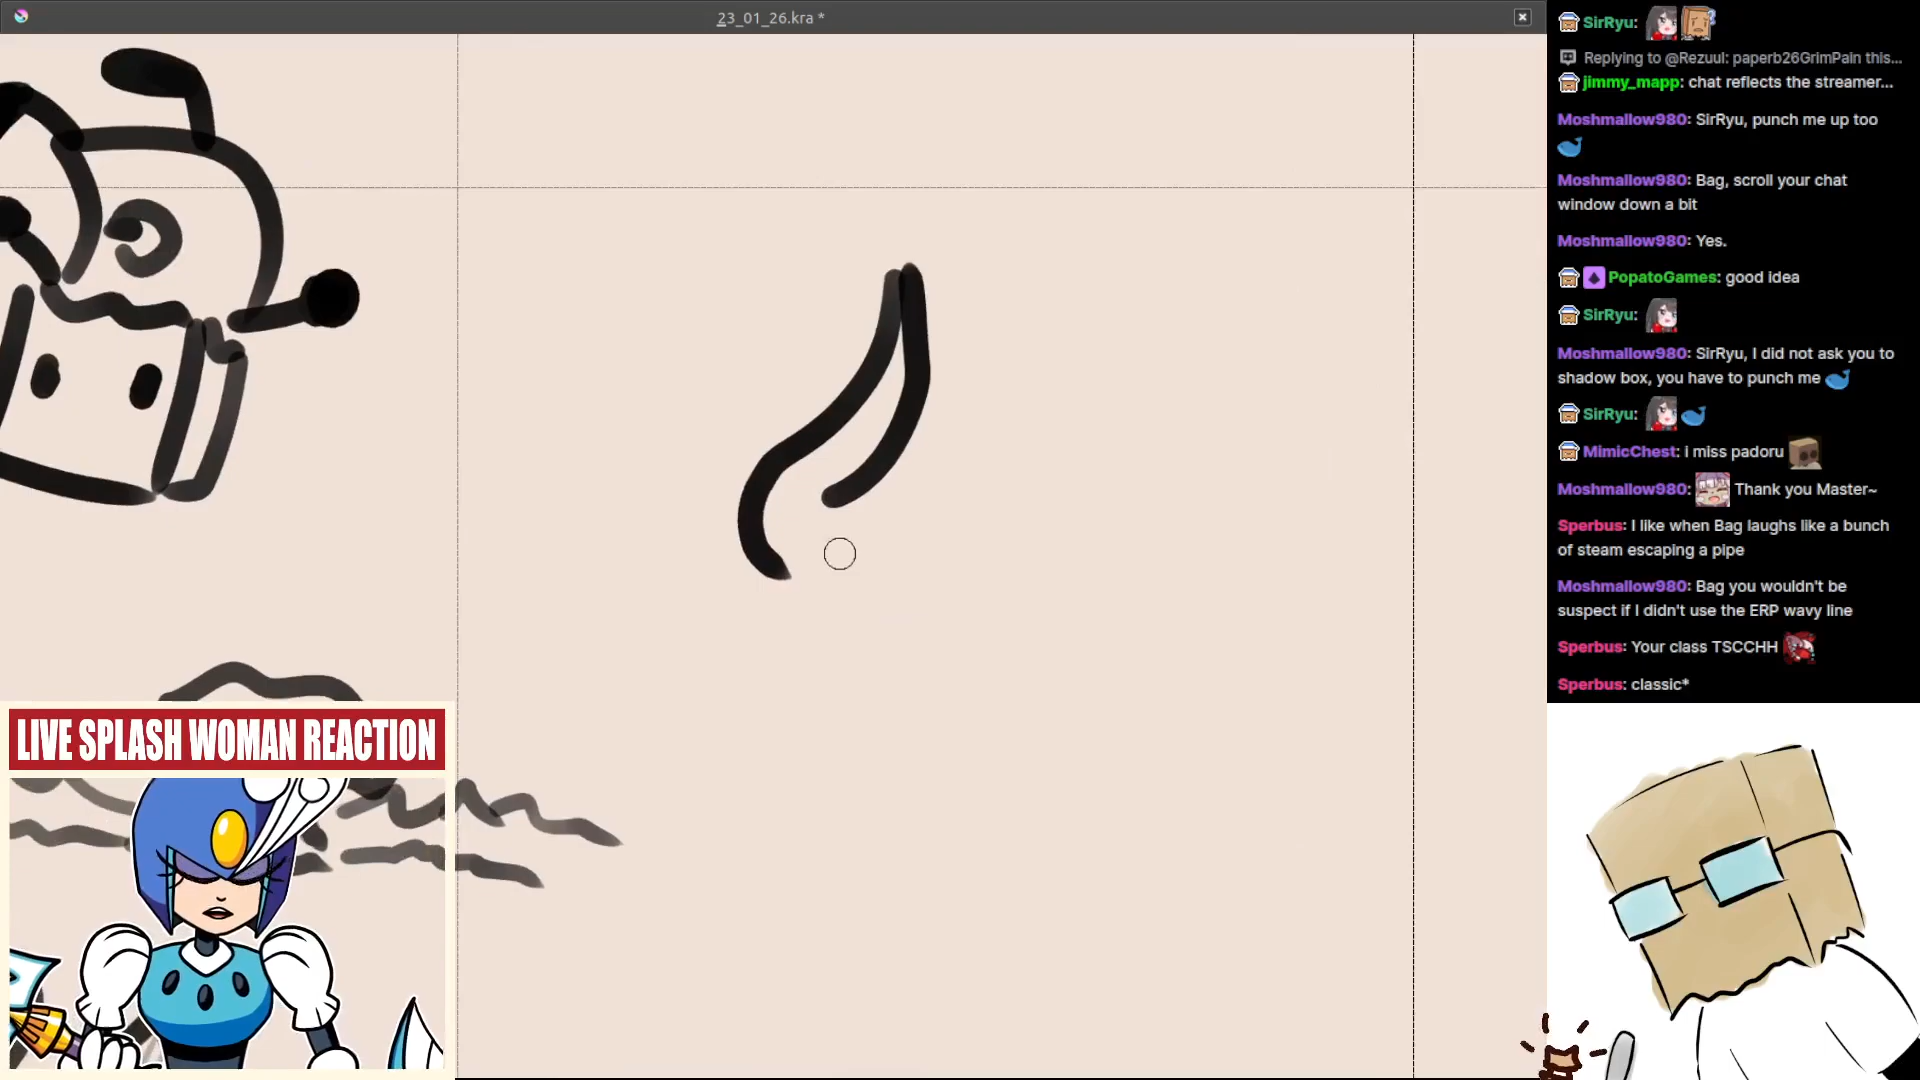 23_01_26.kra *
SirRyu:
Replying to @Rezuul: paperb26GrimPain this...
jimmy_mapp: chat reflects the streamer...
Moshmallow980: SirRyu, punch me up too
Moshmallow980: Bag, scroll your chat
window down a bit
Moshmallow980: Yes.
PopatoGames: good idea
SirRyu:
Moshmallow980: SirRyu, I did not ask you to
shadow box, you have to punch me
SirRyu:
MimicChest: i miss padoru
Moshmallow980: Thank you Master~
Sperbus: I like when Bag laughs like a bunch
of steam escaping a pipe
Moshmallow980: Bag you wouldn't be
suspect if I didn't use the ERP wavy line
Sperbus: Your class TSCCHH
Sperbus: classic*
LIVE SPLASH WOMAN REACTION